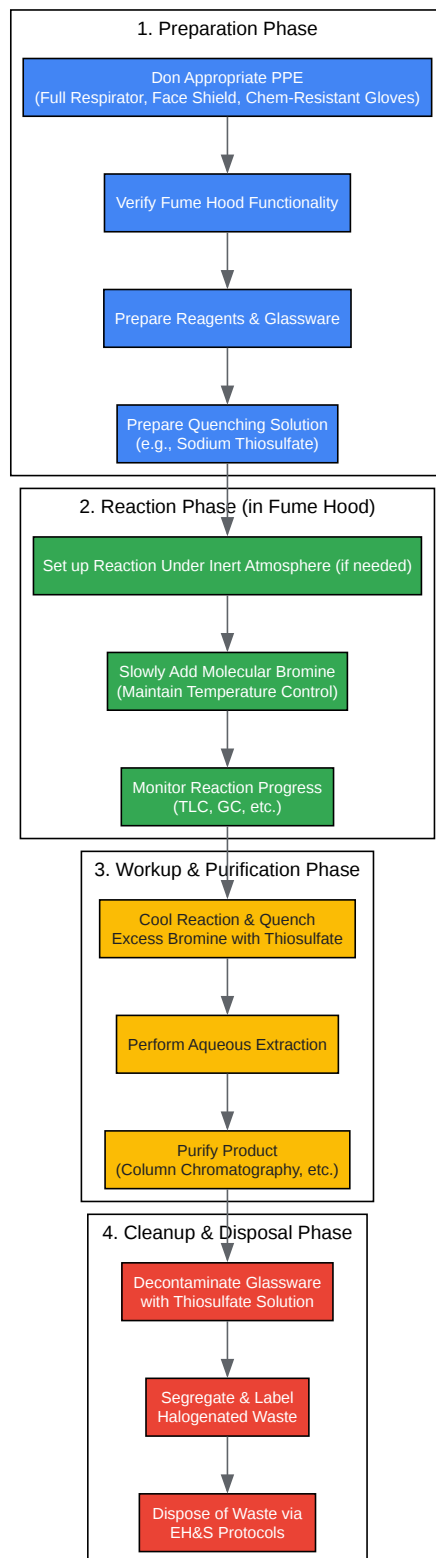 1. Preparation Phase
Don Appropriate PPE
(Full Respirator, Face Shield, Chem-Resistant Gloves)
Verify Fume Hood Functionality
Prepare Reagents & Glassware
Prepare Quenching Solution
(e.g., Sodium Thiosulfate)
2. Reaction Phase (in Fume Hood)
Set up Reaction Under Inert Atmosphere (if needed)
Slowly Add Molecular Bromine
(Maintain Temperature Control)
Monitor Reaction Progress
(TLC, GC, etc.)
3. Workup & Purification Phase
Cool Reaction & Quench
Excess Bromine with Thiosulfate
Perform Aqueous Extraction
Purify Product
(Column Chromatography, etc.)
4. Cleanup & Disposal Phase
Decontaminate Glassware
with Thiosulfate Solution
Segregate & Label
Halogenated Waste
Dispose of Waste via
EH&S Protocols